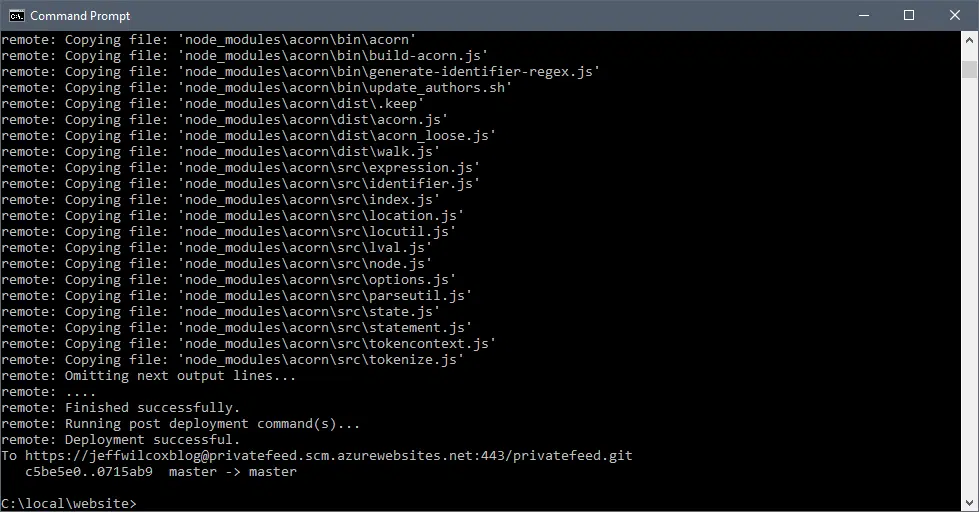 Command Prompt
remote: Copying file: 'node_modules\acorn\bin\acorn'
remote: Copying file: 'node_modules\acorn\bin\build-acorn.js'
remote: Copying file: 'node_modules\acorn\bin\generate-identifier-regex.js'
remote: Copying file: 'node_modules\acorn\bin\update_authors.sh'
remote: Copying file: 'node_modules\acorn\dist\.keep'
remote: Copying file: 'node_modules\acorn\dist\acorn.js'
remote: Copying file: 'node_modules\acorn\dist\acorn_loose.js'
remote: Copying file: 'node_modules\acorn\dist\walk.js'
remote: Copying file: 'node_modules\acorn\src\expression.js'
remote: Copying file: 'node_modules\acorn\src\identifier.js'
remote: Copying file: 'node_modules\acorn\src\index.js'
remote: Copying file: 'node_modules\acorn\src\location.js'
remote: Copying file: 'node_modules\acorn\src\locutil.js'
remote: Copying file: 'node_modules\acorn\src\lval.js'
remote: Copying file: 'node_modules\acorn\src\node.js'
remote: Copying file: 'node_modules\acorn\src\options.js'
remote: Copying file: 'node_modules\acorn\src\parseutil.js'
remote: Copying file: 'node_modules\acorn\src\state.js'
remote: Copying file: 'node_modules\acorn\src\statement.js'
remote: Copying file: 'node_modules\acorn\src\tokencontext.js'
remote: Copying file: 'node_modules\acorn\src\tokenize.js'
remote: Omitting next output lines...
remote: ....
remote: Finished successfully.
remote: Running post deployment command(s)...
remote: Deployment successful.
To https://jeffwilcoxblog@privatefeed.scm.azurewebsites.net:443/privatefeed.git
   c5be5e0..0715ab9  master -> master
C:\local\website>